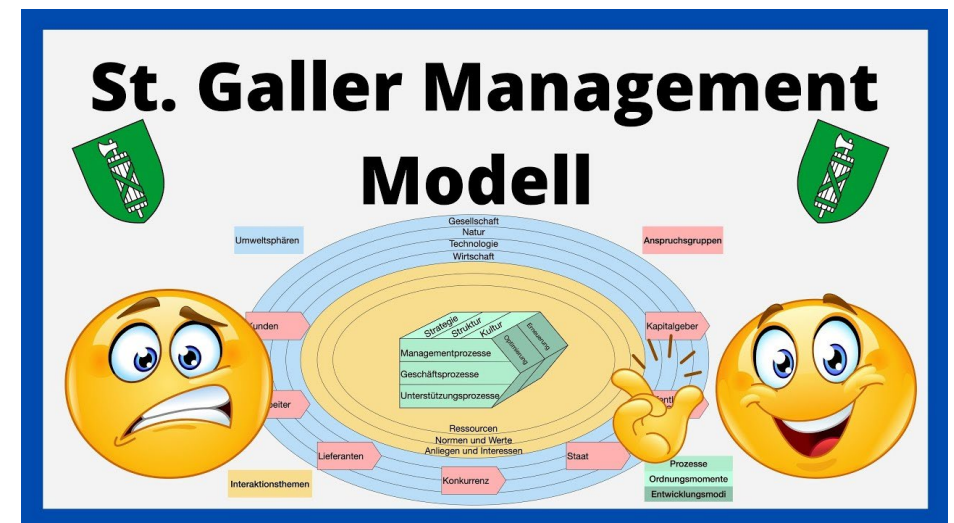 St. Galler Management
Modell
Umweltsphären
Gesellschaft
Natur
Technologie
Wirtschaft
Anspruchsgruppen
Kapitalgeber
Strategie
Struktur
Kultur
Erneuerung
Optimierung
Managementprozesse
Geschäftsprozesse
Unterstützungsprozesse
Ressourcen
Normen und Werte
Anliegen und Interessen
Lieferanten
Konkurrenz
Staat
Interaktionsthemen
Prozesse
Ordnungsmomente
Entwicklungsmodi